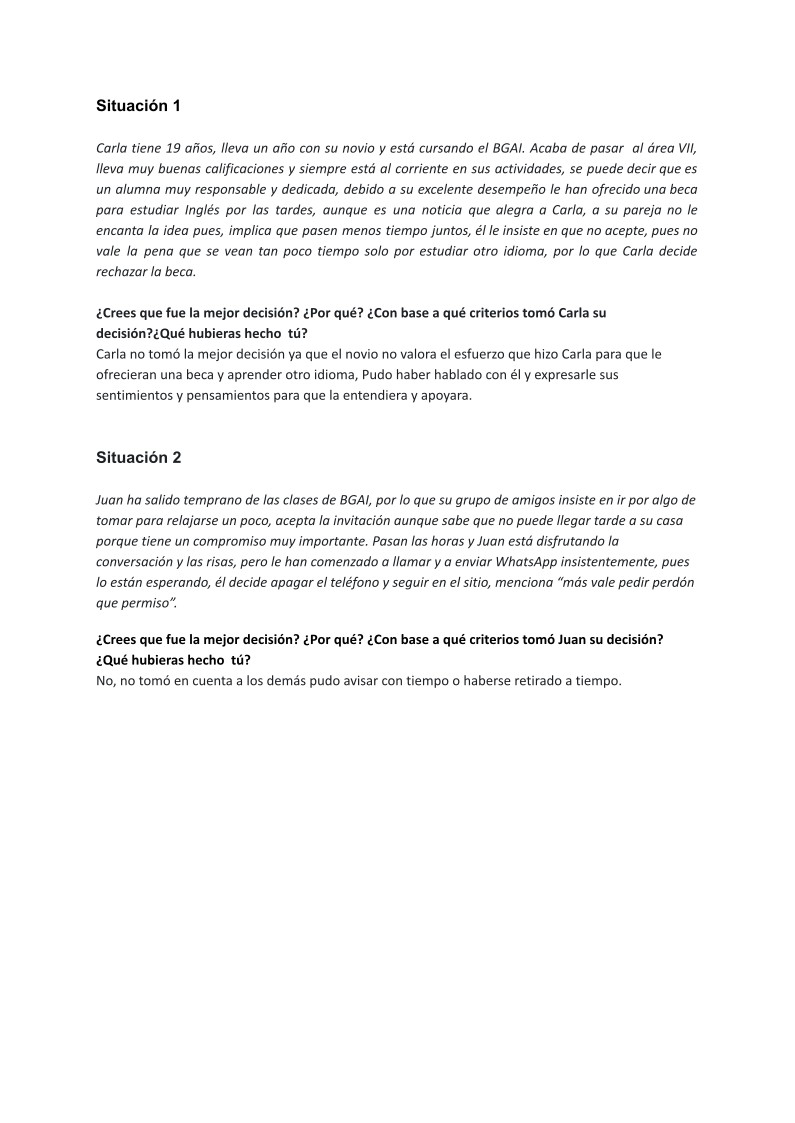 Situación 1
Carla tiene 19 años, lleva un año con su novio y está cursando el BGAI. Acaba de pasar  al área VII,
lleva muy buenas calificaciones y siempre está al corriente en sus actividades, se puede decir que es
un alumna muy responsable y dedicada, debido a su excelente desempeño le han ofrecido una beca
para estudiar Inglés por las tardes, aunque es una noticia que alegra a Carla, a su pareja no le
encanta la idea pues, implica que pasen menos tiempo juntos, él le insiste en que no acepte, pues no
vale la pena que se vean tan poco tiempo solo por estudiar otro idioma, por lo que Carla decide
rechazar la beca.
¿Crees que fue la mejor decisión? ¿Por qué? ¿Con base a qué criterios tomó Carla su
decisión?¿Qué hubieras hecho  tú?
Carla no tomó la mejor decisión ya que el novio no valora el esfuerzo que hizo Carla para que le
ofrecieran una beca y aprender otro idioma, Pudo haber hablado con él y expresarle sus
sentimientos y pensamientos para que la entendiera y apoyara.
Situación 2
Juan ha salido temprano de las clases de BGAI, por lo que su grupo de amigos insiste en ir por algo de
tomar para relajarse un poco, acepta la invitación aunque sabe que no puede llegar tarde a su casa
porque tiene un compromiso muy importante. Pasan las horas y Juan está disfrutando la
conversación y las risas, pero le han comenzado a llamar y a enviar WhatsApp insistentemente, pues
lo están esperando, él decide apagar el teléfono y seguir en el sitio, menciona “más vale pedir perdón
que permiso”.
¿Crees que fue la mejor decisión? ¿Por qué? ¿Con base a qué criterios tomó Juan su decisión?
¿Qué hubieras hecho  tú?
No, no tomó en cuenta a los demás pudo avisar con tiempo o haberse retirado a tiempo.